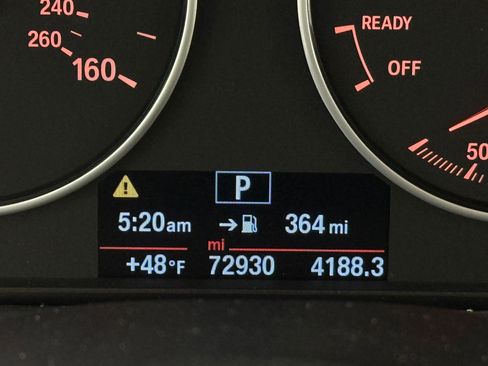 240
260
160
READY
OFF
50
P
5:20am → 364 mi
mi
+48°F 72930 4188.3